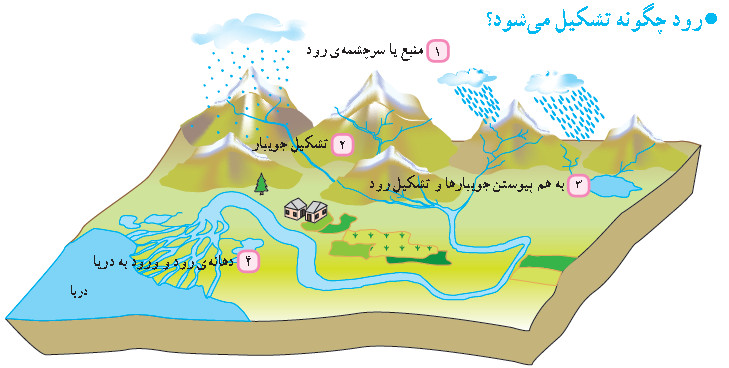 ● رود چگونه تشکیل می‌شود؟
۱ منبع یا سرچشمه‌ی رود
۲ تشکیل جویبار
۳ به هم پیوستن جویبارها و تشکیل رود
۴ دهانه‌ی رود و ورود به دریا
دریا